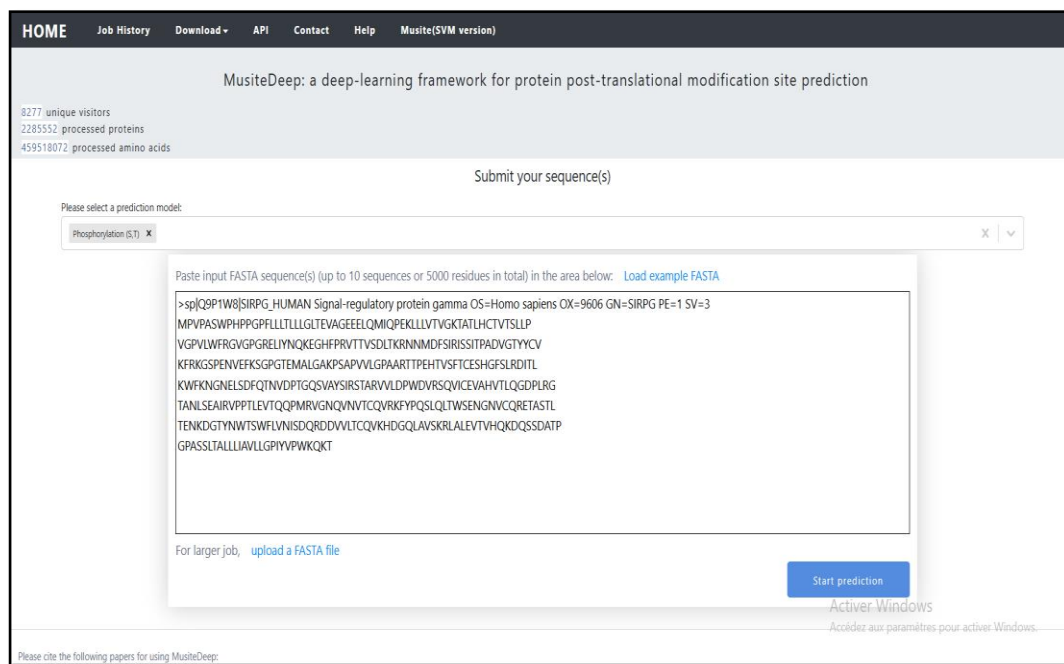 HOME Job History Download API Contact Help Musite(SVM version)
MusiteDeep: a deep-learning framework for protein post-translational modification site prediction
8277 unique visitors
2285552 processed proteins
459518072 processed amino acids
Submit your sequence(s)
Please select a prediction model:
Phosphorylation (S,T) x x
Paste input FASTA sequence(s) (up to 10 sequences or 5000 residues in total) in the area below: Load example FASTA
>sp|Q9P1W8|SIRPG_HUMAN Signal-regulatory protein gamma OS=Homo sapiens OX=9606 GN=SIRPG PE=1 SV=3
MPVPASWPHPPGPFLLLTLLLGLTEVAGEEELQMIQPEKLLLVTVGKTATLHCTVTSLLP
VGPVLWFRGVGPGRELIYNQKEGHFPRVTTVSDLTKRNNMDFSIRISSITPADVGTYYCV
KFRKGSPENVEFKSGPGTEMALGAKPSAPVVLGPAARTTPEHTVSFTCESHGFSLRDITL
KWFKNGNELSDFQTNVDPTGQSVAYSIRSTARVVLDPWDVRSQVICEVAHVTLQGDPLRG
TANLSEAIRVPPTLEVTQQPMRVGNQVNVTCQVRKFYPQSLQLTWSENGNVCQRETASTL
TENKDGTYNWTSWFLVNISDQRDDVVLTCQVKHDGQLAVSKRLALEVTVHQKDQSSDATP
GPASSLTALLLIAVLLGPIYVPWKQKT
For larger job, upload a FASTA file
Start prediction
Activer Windows
Accédez aux paramètres pour activer Windows.
Please cite the following papers for using MusiteDeep: